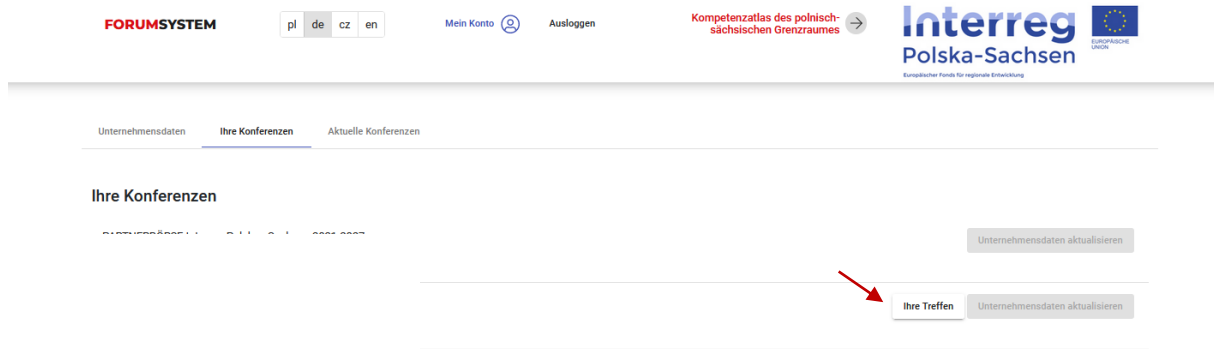 FORUMSYSTEM
pl de cz en
Mein Konto
Ausloggen
Kompetenzatlas des polnisch-
sächsischen Grenzraumes
Interreg
EUROPÄISCHE
UNION
Polska-Sachsen
Europäischer Fonds für regionale Entwicklung
Unternehmensdaten
Ihre Konferenzen
Aktuelle Konferenzen
Ihre Konferenzen
Unternehmensdaten aktualisieren
Ihre Treffen
Unternehmensdaten aktualisieren